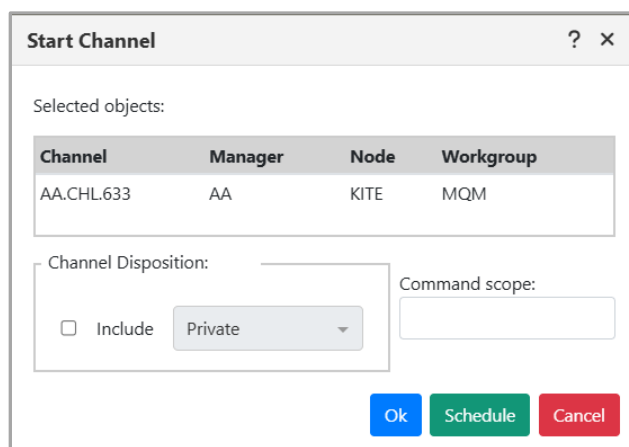 Start Channel ? ×
Selected objects:
Channel Manager Node Workgroup
AA.CHL.633 AA KITE MQM
Channel Disposition:
Command scope:
Include Private
Ok Schedule Cancel